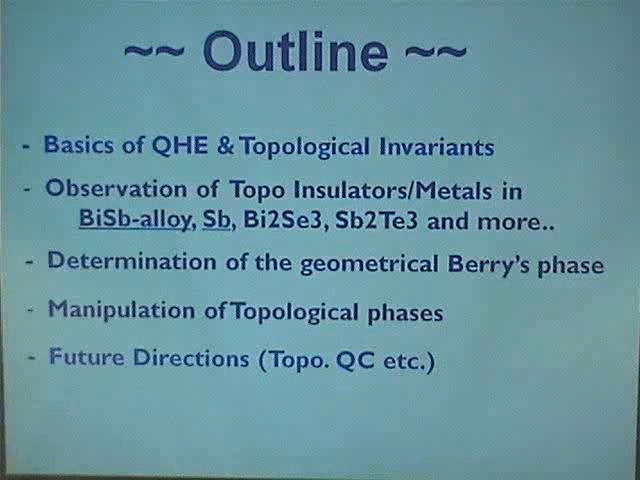 ~~ Outline ~~
- Basics of QHE & Topological Invariants
- Observation of Topo Insulators/Metals in
BiSb-alloy, Sb, Bi2Se3, Sb2Te3 and more..
- Determination of the geometrical Berry's phase
- Manipulation of Topological phases
- Future Directions (Topo. QC etc.)